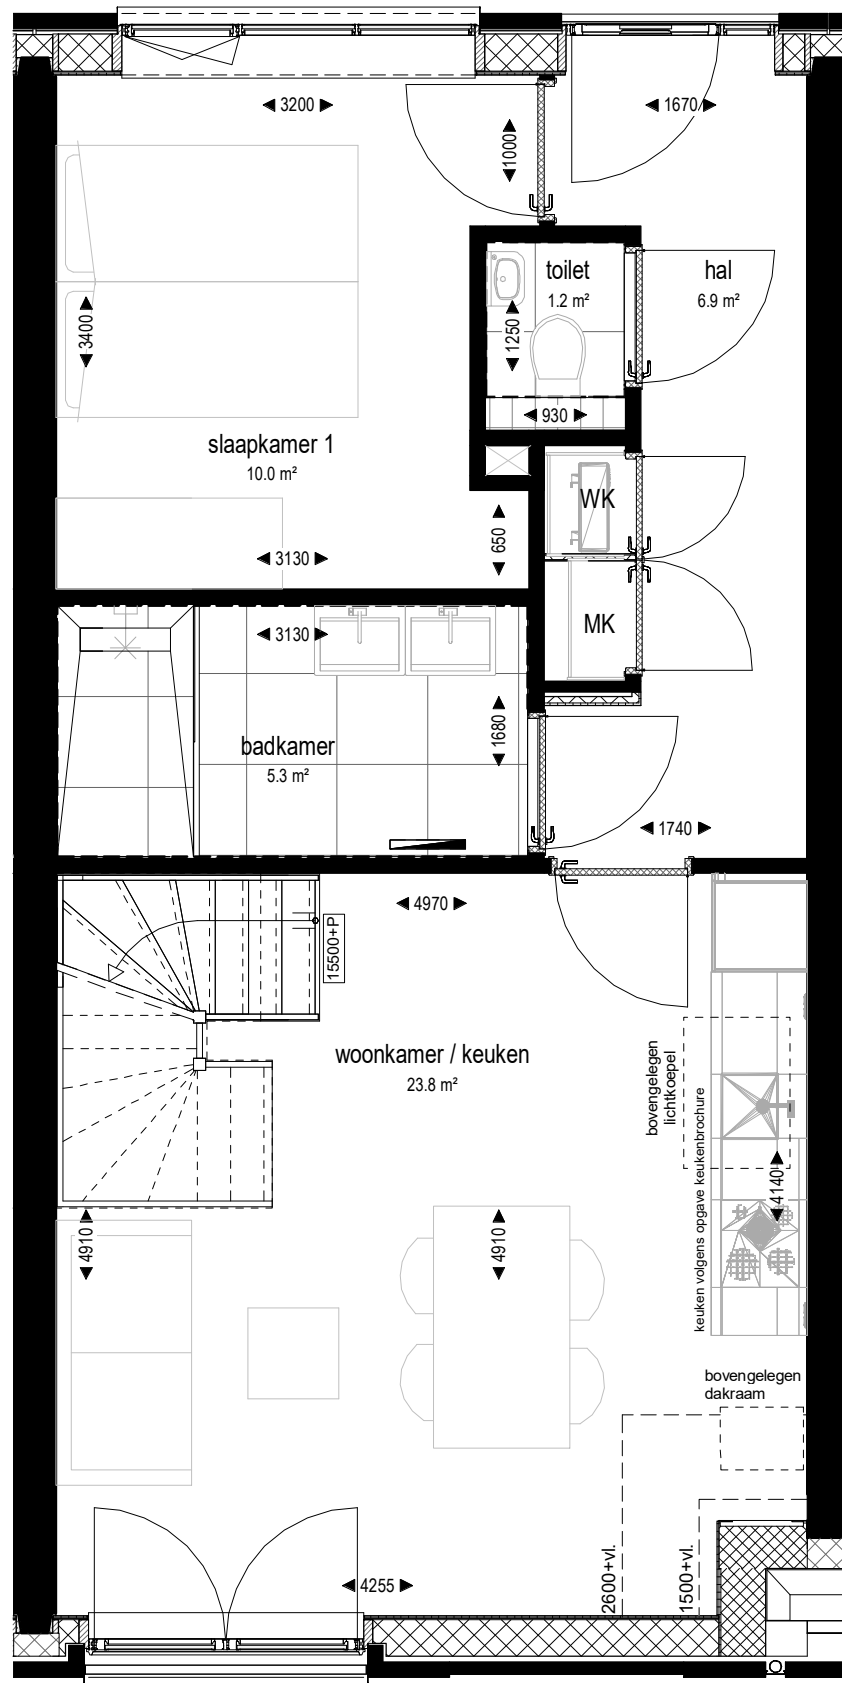 3200
1670
1000
toilet
1.2 m²
hal
6.9 m²
3400
1250
930
slaapkamer 1
10.0 m²
WK
650
3130
MK
3130
1680
badkamer
5.3 m²
1740
4970
15500+P
woonkamer / keuken
23.8 m²
bovengelegen
lichtkoepel
keuken volgens opgave keukenbrochure
4140
4910
4910
bovengelegen
dakraam
2600+vl.
1500+vl.
4255